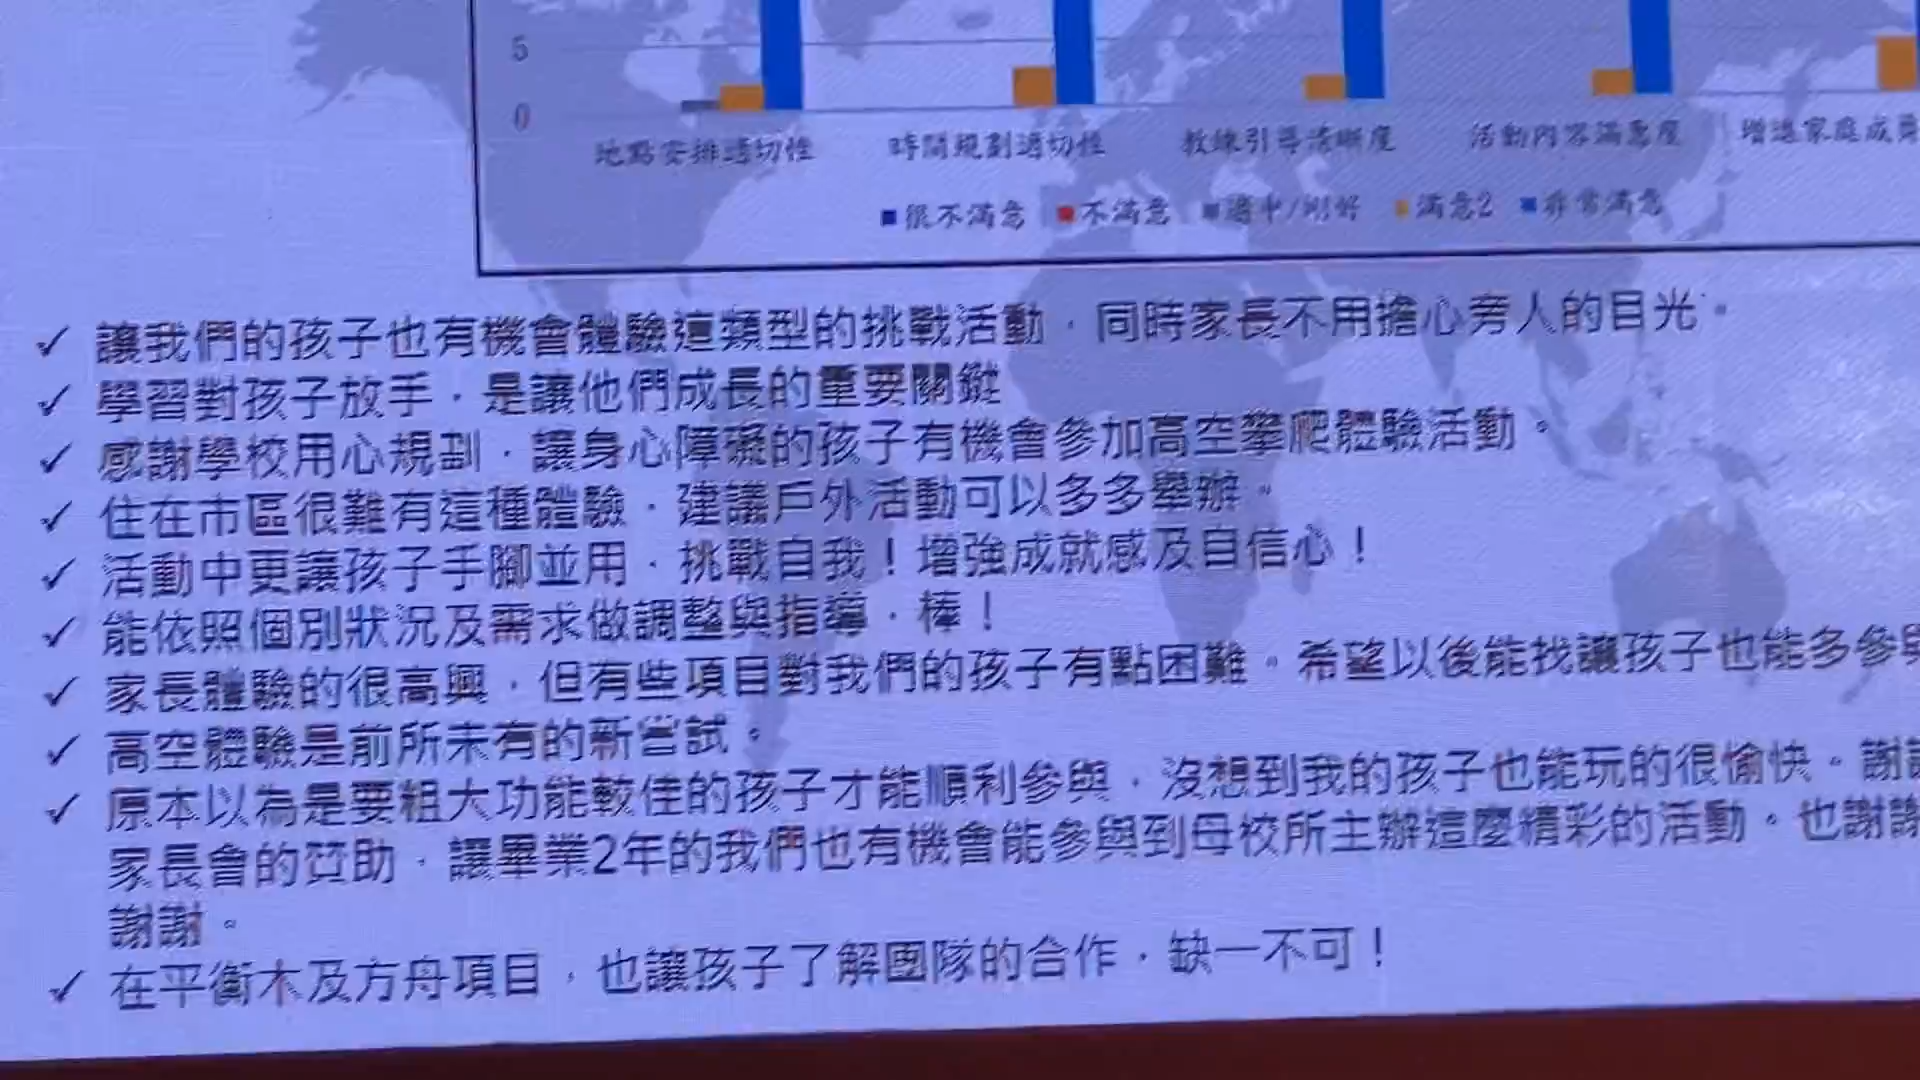 5
0
地點安排適切性 時間規劃適切性 教練引導清晰度 活動內容滿意度 增進家庭成員
很不滿意 不滿意 適中/剛好 滿意2 非常滿意
✓ 讓我們的孩子也有機會體驗這類型的挑戰活動，同時家長不用擔心旁人的目光。
✓ 學習對孩子放手，是讓他們成長的重要關鍵
✓ 感謝學校用心規劃，讓身心障礙的孩子有機會參加高空攀爬體驗活動。
✓ 住在市區很難有這種體驗，建議戶外活動可以多多舉辦。
✓ 活動中更讓孩子手腳並用，挑戰自我！增強成就感及自信心！
✓ 能依照個別狀況及需求做調整與指導，棒！
✓ 家長體驗的很高興，但有些項目對我們的孩子有點困難。希望以後能找讓孩子也能多參與
✓ 高空體驗是前所未有的新嘗試。
✓ 原本以為是要粗大功能較佳的孩子才能順利參與，沒想到我的孩子也能玩的很愉快。謝謝
家長會的贊助，讓畢業2年的我們也有機會能參與到母校所主辦這麼精彩的活動。也謝謝
謝謝。
✓ 在平衡木及方舟項目，也讓孩子了解團隊的合作，缺一不可！